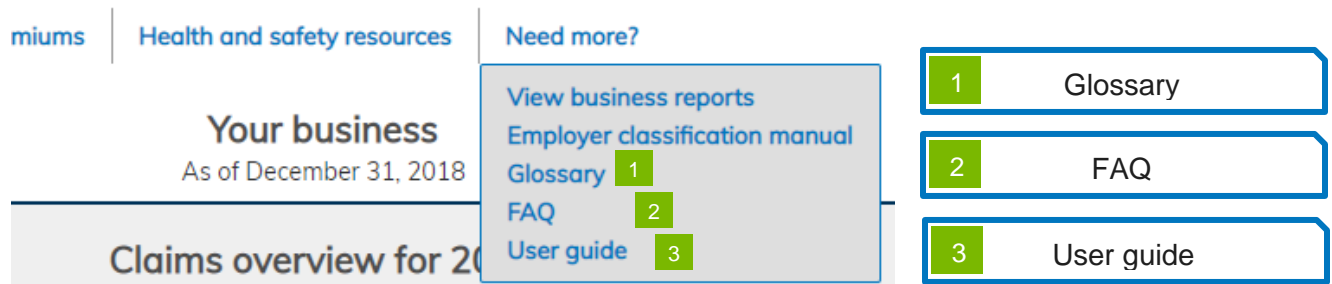 miums
Health and safety resources
Need more?
View business reports
Employer classification manual
Glossary 1
FAQ 2
User guide 3
Your business
As of December 31, 2018
Claims overview for 20
1 Glossary
2 FAQ
3 User guide